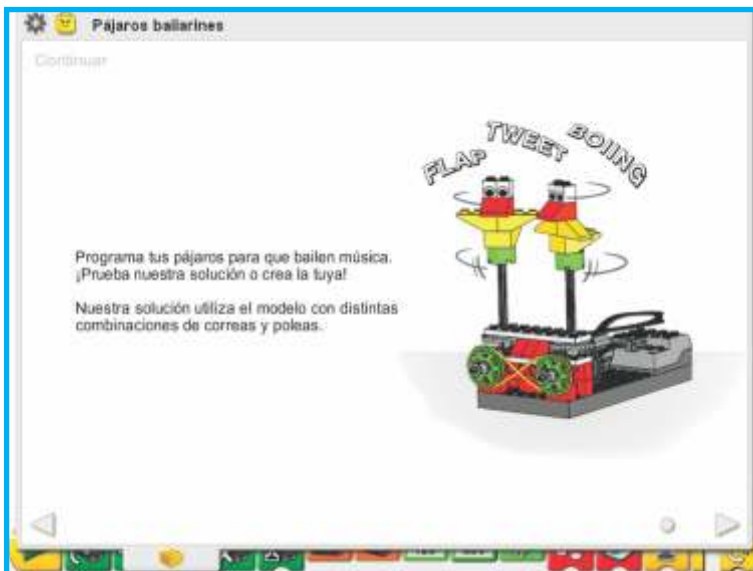 Pájaros bailarines
Continuar
FLAP TWEET BOIING
Programa tus pájaros para que bailen música.
¡Prueba nuestra solución o crea la tuya!
Nuestra solución utiliza el modelo con distintas
combinaciones de correas y poleas.